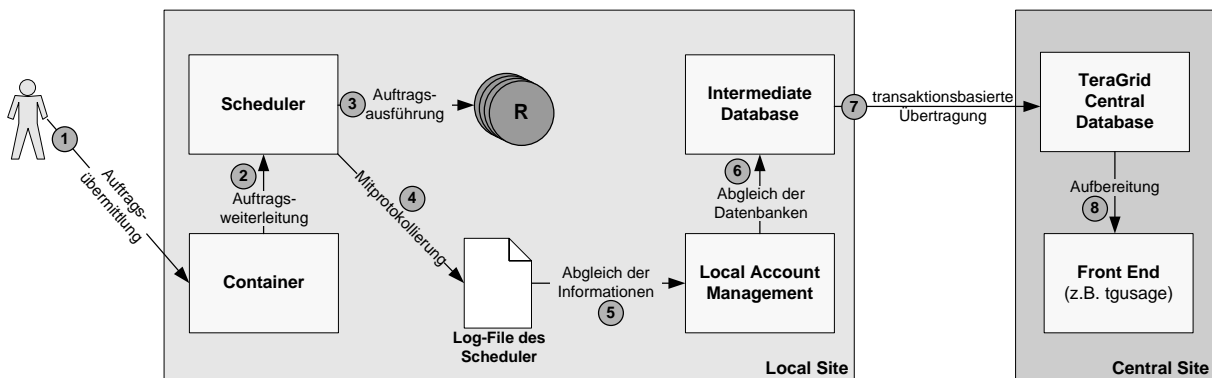 1
Auftrags-
übermittlung
Container
2
Auftrags-
weiterleitung
Scheduler
3
Auftrags-
ausführung
R
4
Mitprotokollierung
Log-File des
Scheduler
5
Abgleich der
Informationen
Local Account
Management
6
Abgleich der
Datenbanken
Intermediate
Database
7
transaktionsbasierte
Übertragung
TeraGrid
Central
Database
Aufbereitung
8
Front End
(z.B. tgusage)
Local Site
Central Site